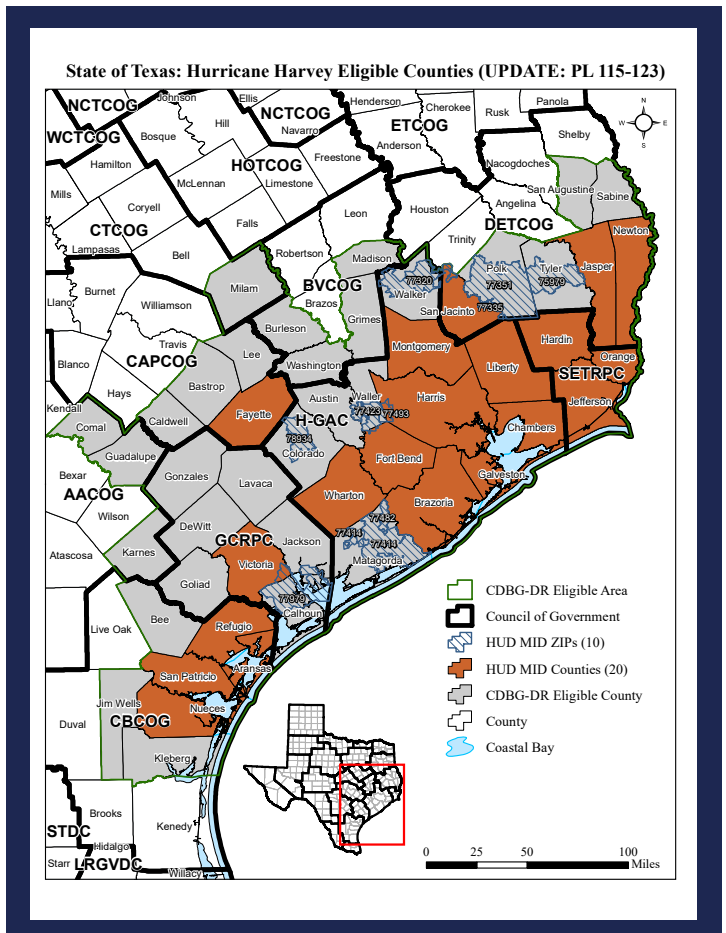 State of Texas: Hurricane Harvey Eligible Counties (UPDATE: PL 115-123)
NCTCOG
Johnson
Ellis
NCTCOG
Navarro
Henderson
Cherokee
Rusk
Panola
N
W
E
S
WCTCOG
Bosque
Hill
ETCOG
Anderson
Shelby
Hamilton
HOTCOG
Freestone
Nacogdoches
McLennan
Limestone
San Augustine
Sabine
Mills
Coryell
Leon
Houston
Angelina
CTCOG
Falls
DETCOG
Newton
Lampasas
Bell
Robertson
Madison
Trinity
Polk
Tyler
Jasper
Llano
Burnet
Milam
BVCOG
77320
77351
75979
Williamson
Brazos
Walker
Grimes
San Jacinto
77335
Burleson
Travis
Montgomery
Hardin
Blanco
CAPCOG
Lee
Washington
Liberty
Orange
Hays
Bastrop
Austin
Waller
Harris
SETRPC
Kendall
Caldwell
Fayette
H-GAC
77423
77493
Jefferson
Comal
78934
Chambers
Guadalupe
Colorado
Fort Bend
Bexar
Gonzales
Lavaca
Galveston
AACOG
Wharton
Brazoria
Wilson
DeWitt
77482
GCRPC
Jackson
77414
77414
Atascosa
Karnes
Victoria
Matagorda
Goliad
77979
Calhoun
Live Oak
Bee
Refugio
Aransas
San Patricio
Jim Wells
Nueces
Duval
CBCOG
Kleberg
Brooks
Kenedy
STDC
Hidalgo
Starr
LRGVDC
Willacy
CDBG-DR Eligible Area
Council of Government
HUD MID ZIPs (10)
HUD MID Counties (20)
CDBG-DR Eligible County
County
Coastal Bay
0 25 50 100
Miles